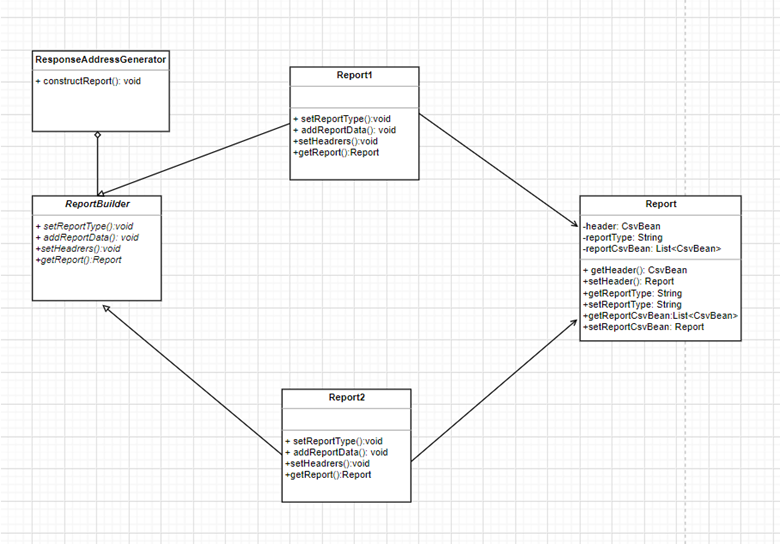 ResponseAddressGenerator
+ constructReport(): void
Report1
+ setReportType():void
+ addReportData(): void
+setHeadrers():void
+getReport():Report
ReportBuilder
+ setReportType():void
+ addReportData(): void
+setHeadrers():void
+getReport():Report
Report
-header: CsvBean
-reportType: String
-reportCsvBean: List<CsvBean>
+ getHeader(): CsvBean
+setHeader(): Report
+getReportType: String
+setReportType: String
+getReportCsvBean:List<CsvBean>
+setReportCsvBean: Report
Report2
+ setReportType():void
+ addReportData(): void
+setHeadrers():void
+getReport():Report